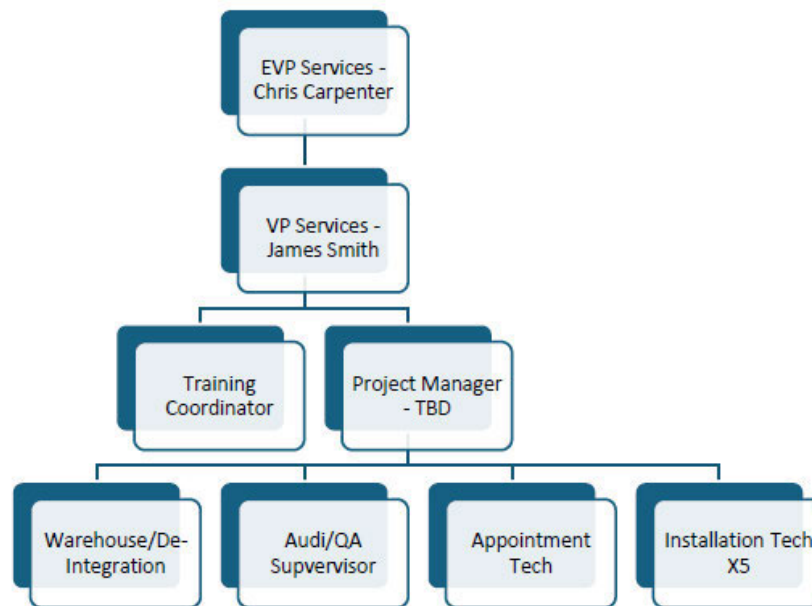 EVP Services -
Chris Carpenter
VP Services -
James Smith
Training
Coordinator
Project Manager
- TBD
Warehouse/De-
Integration
Audi/QA
Supvervisor
Appointment
Tech
Installation Tech
X5